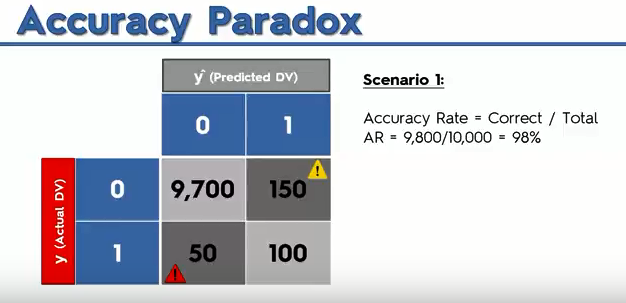 Accuracy Paradox
y^ (Predicted DV)
0 1
y (Actual DV)
0 9,700 150
1 50 100
Scenario 1:
Accuracy Rate = Correct / Total
AR = 9,800/10,000 = 98%